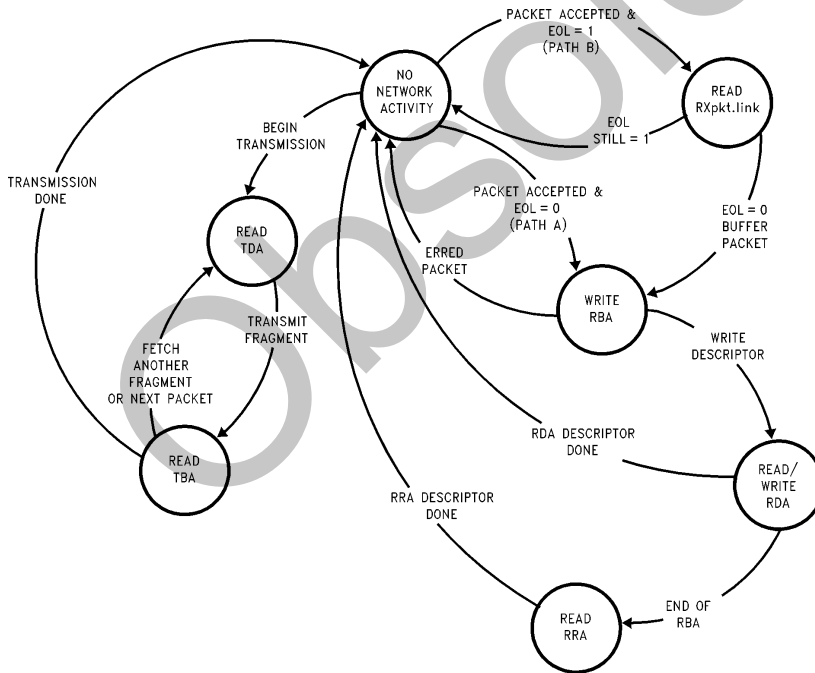 PACKET ACCEPTED &
EOL = 1
(PATH B)
NO
NETWORK
ACTIVITY
READ
RXpkt.link
EOL
STILL = 1
BEGIN
TRANSMISSION
TRANSMISSION
DONE
PACKET ACCEPTED &
EOL = 0
(PATH A)
EOL = 0
BUFFER
PACKET
READ
TDA
ERRED
PACKET
WRITE
RBA
TRANSMIT
FRAGMENT
WRITE
DESCRIPTOR
FETCH
ANOTHER
FRAGMENT
OR NEXT PACKET
RDA DESCRIPTOR
DONE
READ
TBA
READ/
WRITE
RDA
RRA DESCRIPTOR
DONE
END OF
RBA
READ
RRA
Obsole